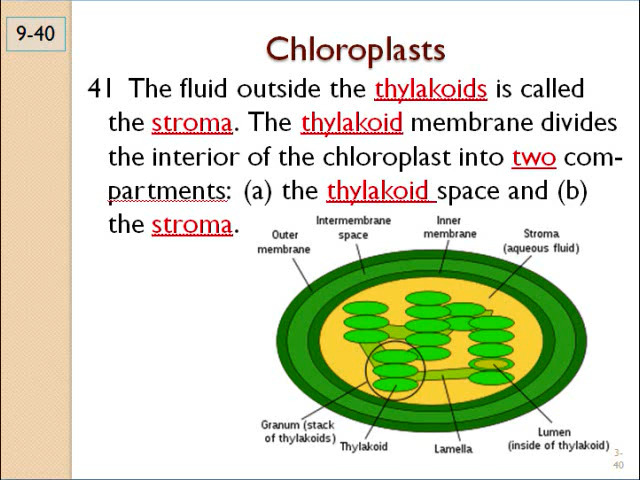 9-40
Chloroplasts
41 The fluid outside the thylakoids is called
the stroma. The thylakoid membrane divides
the interior of the chloroplast into two com-
partments: (a) the thylakoid space and (b)
the stroma.
Outer
membrane
Intermembrane
space
Inner
membrane
Stroma
(aqueous fluid)
Granum (stack
of thylakoids)
Thylakoid
Lamella
Lumen
(inside of thylakoid)
3-
40